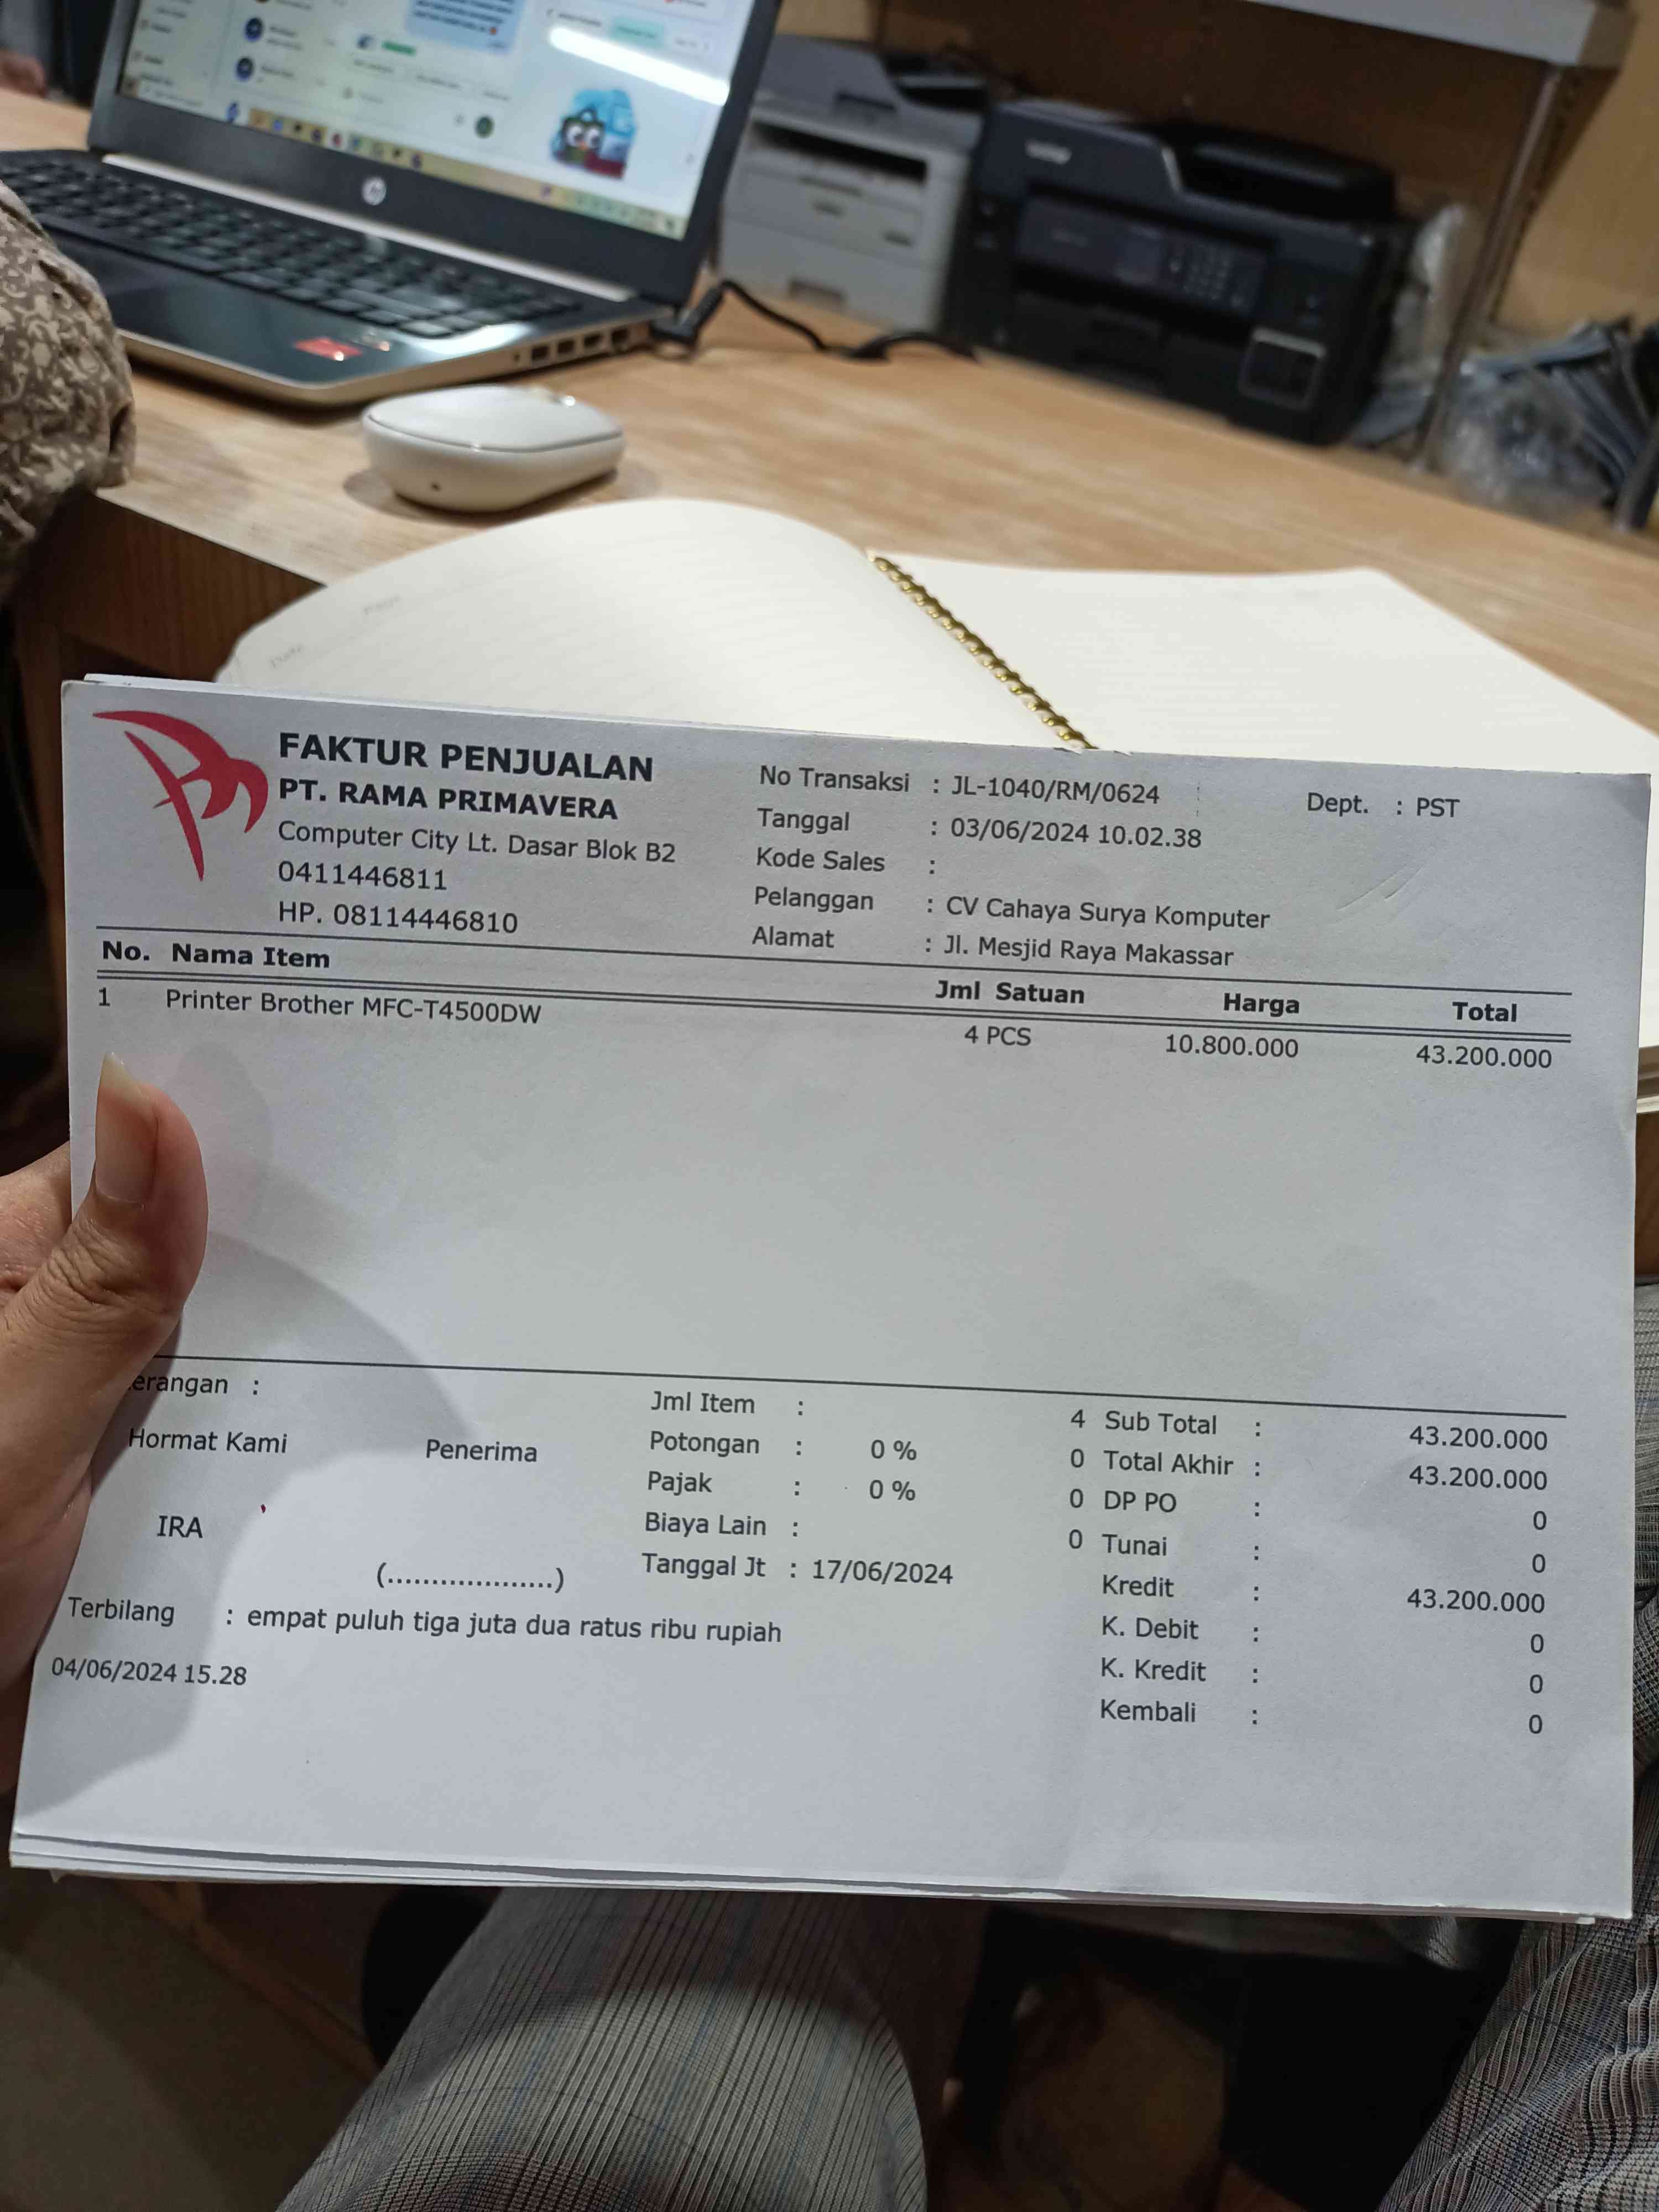 FAKTUR PENJUALAN
PT. RAMA PRIMAVERA
Computer City Lt. Dasar Blok B2
0411446811
HP. 08114446810
No Transaksi : JL-1040/RM/0624
Tanggal : 03/06/2024 10.02.38
Kode Sales :
Pelanggan : CV Cahaya Surya Komputer
Alamat : Jl. Mesjid Raya Makassar
Dept. : PST
No. Nama Item Jml Satuan Harga Total
1 Printer Brother MFC-T4500DW 4 PCS 10.800.000 43.200.000
erangan :
Hormat Kami Penerima
IRA
(...................)
Jml Item : 4
Potongan : 0 % 0
Pajak : 0 % 0
Biaya Lain : 0
Tanggal Jt : 17/06/2024
Sub Total : 43.200.000
Total Akhir : 43.200.000
DP PO : 0
Tunai : 0
Kredit : 43.200.000
K. Debit : 0
K. Kredit : 0
Kembali : 0
Terbilang : empat puluh tiga juta dua ratus ribu rupiah
04/06/2024 15.28